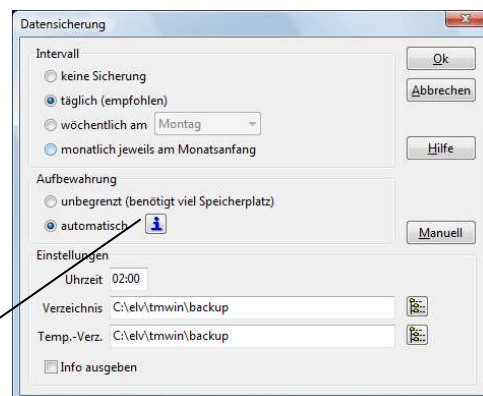 Datensicherung
Intervall
keine Sicherung
täglich (empfohlen)
wöchentlich am Montag
monatlich jeweils am Monatsanfang
Ok
Abbrechen
Hilfe
Aufbewahrung
unbegrenzt (benötigt viel Speicherplatz)
automatisch
Manuell
Einstellungen
Uhrzeit 02:00
Verzeichnis C:\elv\tmwin\backup
Temp.-Verz. C:\elv\tmwin\backup
Info ausgeben